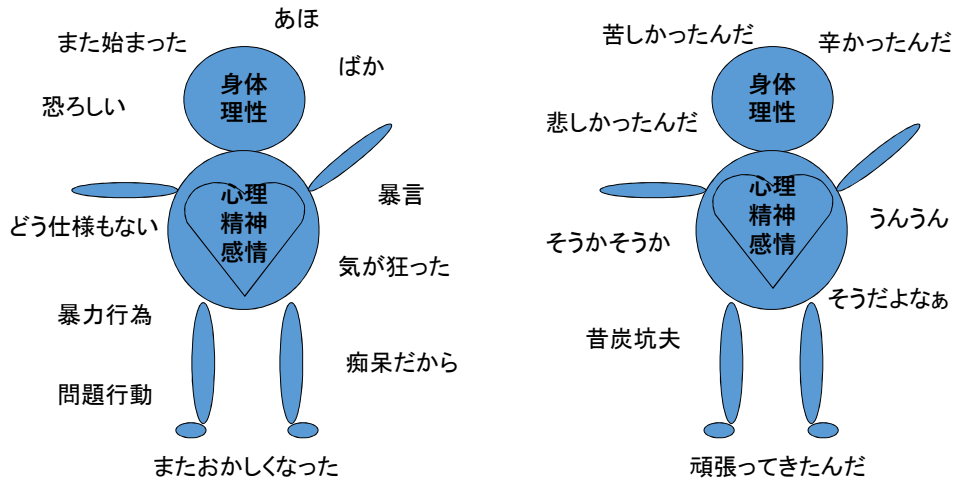 あほ
また始まった
ばか
身体
理性
恐ろしい
心理
精神
感情
暴言
どう仕様もない
気が狂った
暴力行為
痴呆だから
問題行動
またおかしくなった
苦しかったんだ
辛かったんだ
身体
理性
悲しかったんだ
心理
精神
感情
うんうん
そうかそうか
そうだよなぁ
昔炭坑夫
頑張ってきたんだ